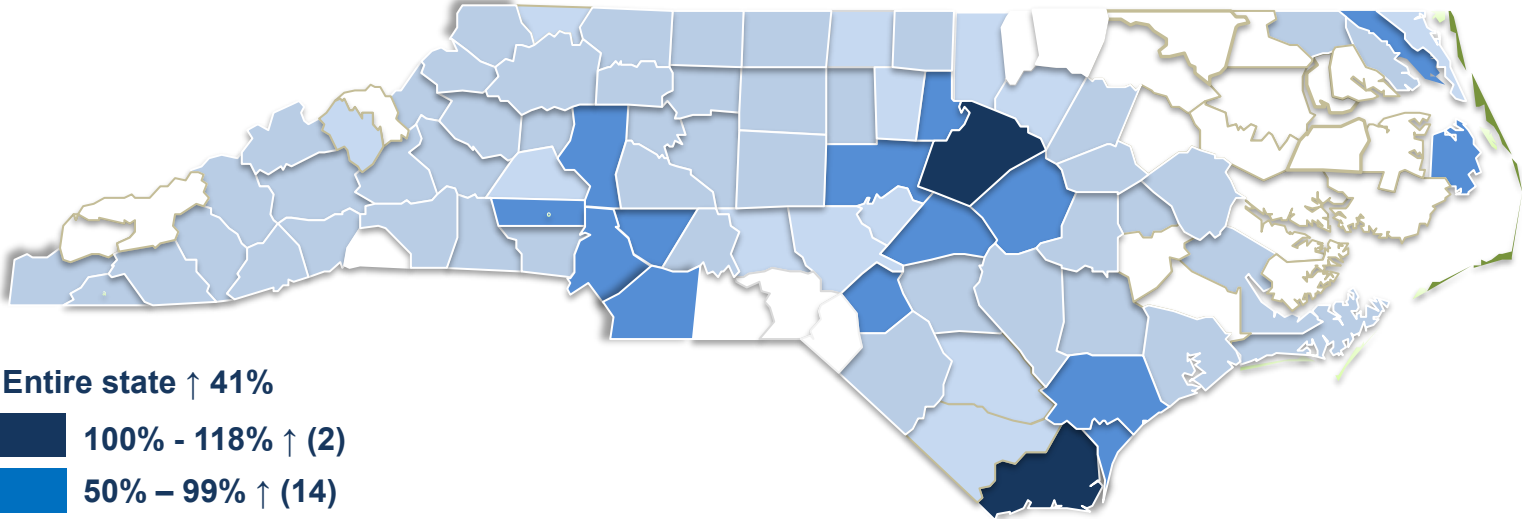 Entire state ↑ 41%
100% - 118% ↑ (2)
50% – 99% ↑ (14)